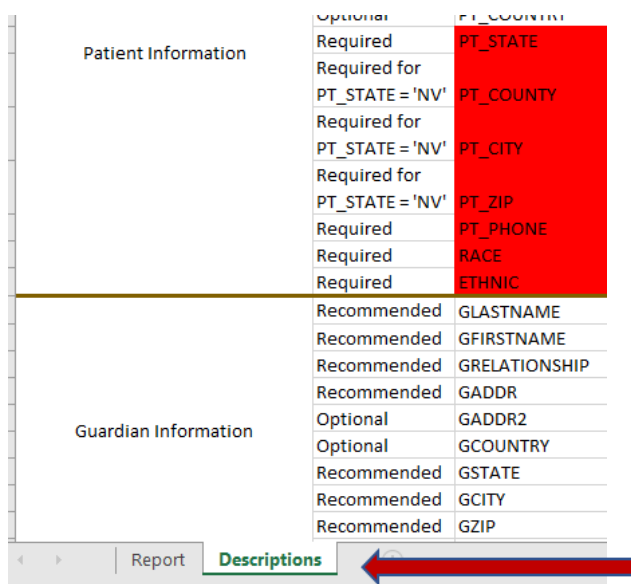 Optional PT_COUNTRY
Patient Information
Required PT_STATE
Required for
PT_STATE = 'NV' PT_COUNTY
Required for
PT_STATE = 'NV' PT_CITY
Required for
PT_STATE = 'NV' PT_ZIP
Required PT_PHONE
Required RACE
Required ETHNIC
Guardian Information
Recommended GLASTNAME
Recommended GFIRSTNAME
Recommended GRELATIONSHIP
Recommended GADDR
Optional GADDR2
Optional GCOUNTRY
Recommended GSTATE
Recommended GCITY
Recommended GZIP
Report Descriptions